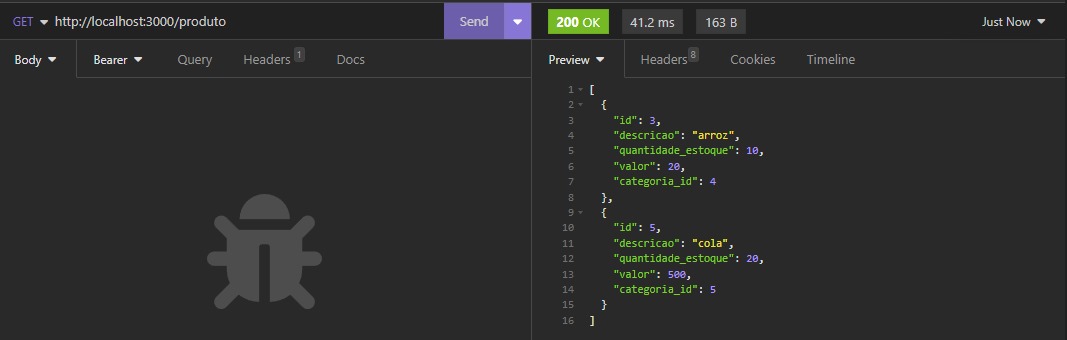 GET http://localhost:3000/produto Send 200 OK 41.2 ms 163 B Just Now
Body Bearer Query Headers 1 Docs Preview Headers 8 Cookies Timeline
1 [
2 {
3 "id": 3,
4 "descricao": "arroz",
5 "quantidade_estoque": 10,
6 "valor": 20,
7 "categoria_id": 4
8 },
9 {
10 "id": 5,
11 "descricao": "cola",
12 "quantidade_estoque": 20,
13 "valor": 500,
14 "categoria_id": 5
15 }
16 ]